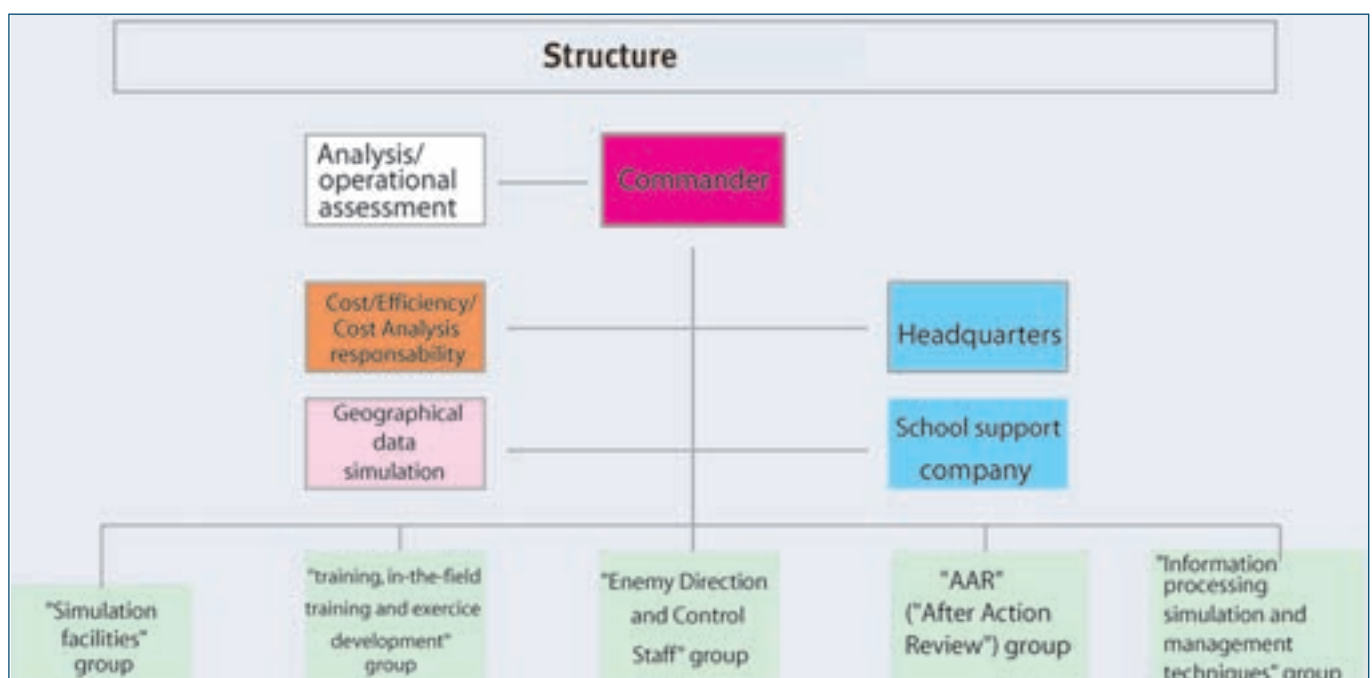 Structure
Analysis/
operational
assessment
Commander
Cost/Efficiency/
Cost Analysis
responsability
Headquarters
Geographical
data
simulation
School support
company
"Simulation
facilities"
group
"training, in-the-field
training and exercice
development"
group
"Enemy Direction
and Control
Staff" group
"AAR"
("After Action
Review") group
"Information
processing
simulation and
management
techniques" group